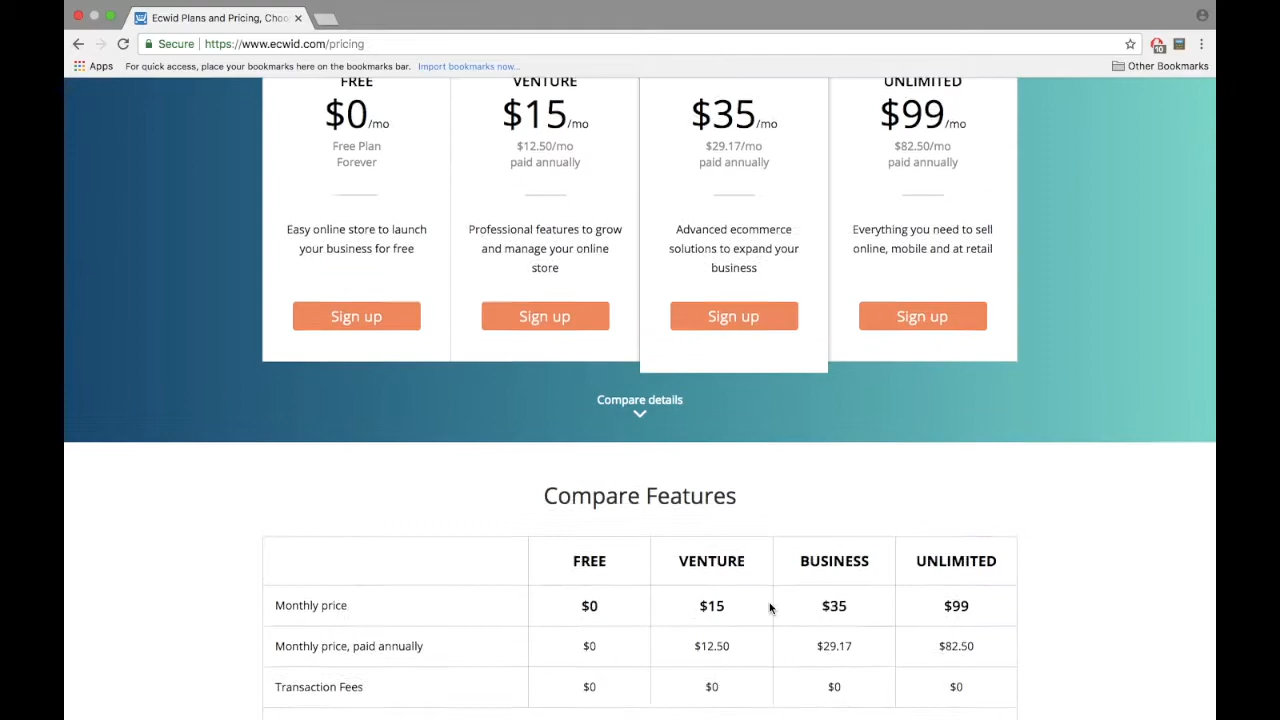 Ecwid Plans and Pricing, Choo
Secure https://www.ecwid.com/pricing
10
Apps For quick access, place your bookmarks here on the bookmarks bar. Import bookmarks now... Other Bookmarks
FREE VENTURE UNLIMITED
$0/mo $15/mo $35/mo $99/mo
Free Plan $12.50/mo $29.17/mo $82.50/mo
Forever paid annually paid annually paid annually
Easy online store to launch Professional features to grow Advanced ecommerce Everything you need to sell
your business for free and manage your online solutions to expand your online, mobile and at retail
store business
Sign up Sign up Sign up Sign up
Compare details
Compare Features
FREE VENTURE BUSINESS UNLIMITED
Monthly price $0 $15 $35 $99
Monthly price, paid annually $0 $12.50 $29.17 $82.50
Transaction Fees $0 $0 $0 $0